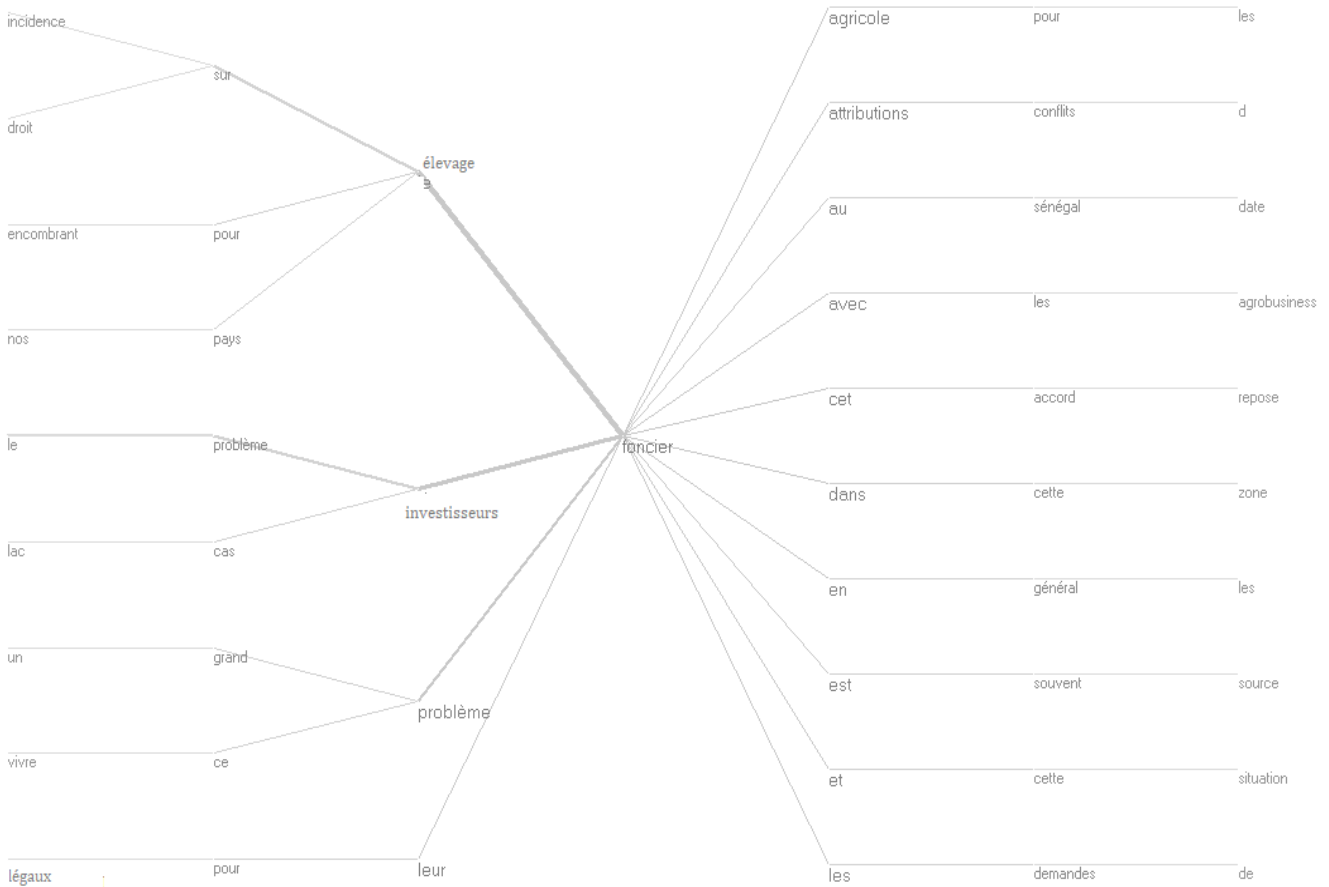 incidence
sur
droit
élevage
encombrant pour
nos pays
le problème
investisseurs
lac cas
un grand
problème
vivre ce
légaux pour leur
foncier
agricole pour les
attributions conflits d
au sénégal date
avec les agrobusiness
cet accord repose
dans cette zone
en général les
est souvent source
et cette situation
les demandes de